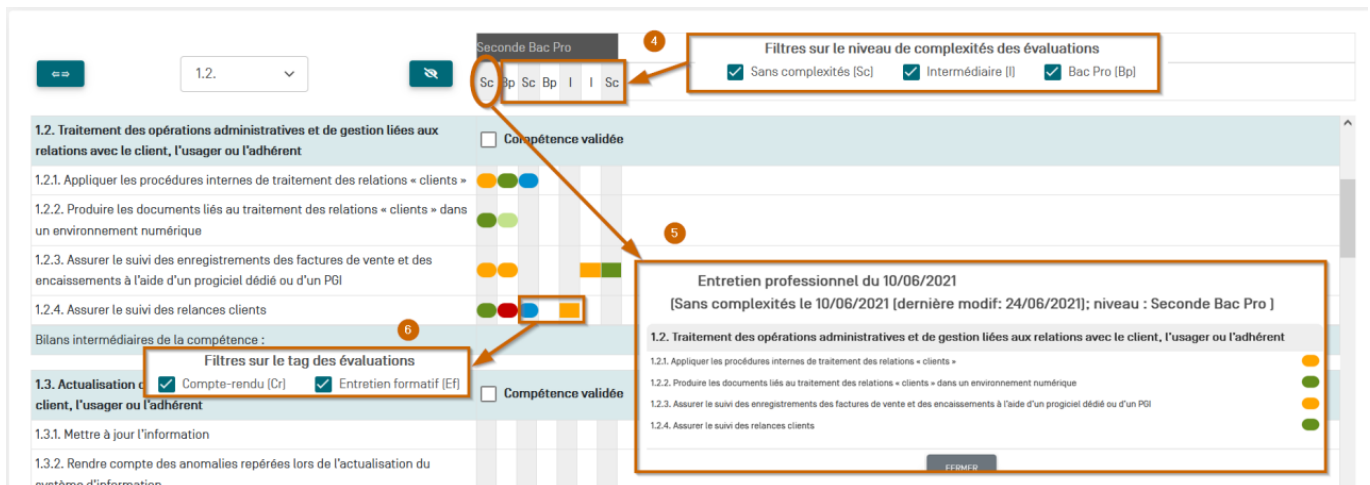 Seconde Bac Pro
4
Filtres sur le niveau de complexités des évaluations
Sans complexités (Sc) Intermédiaire (I) Bac Pro (Bp)
1.2.
Sc Bp Sc Bp I I Sc
1.2. Traitement des opérations administratives et de gestion liées aux
relations avec le client, l'usager ou l'adhérent
Compétence validée
1.2.1. Appliquer les procédures internes de traitement des relations « clients »
1.2.2. Produire les documents liés au traitement des relations « clients » dans
un environnement numérique
5
1.2.3. Assurer le suivi des enregistrements des factures de vente et des
encaissements à l'aide d'un progiciel dédié ou d'un PGI
1.2.4. Assurer le suivi des relances clients
Bilans intermédiaires de la compétence :
6
Filtres sur le tag des évaluations
Compte-rendu (Cr) Entretien formatif (Ef)
1.3. Actualisation
client, l'usager ou l'adhérent
Compétence validée
1.3.1. Mettre à jour l'information
1.3.2. Rendre compte des anomalies repérées lors de l'actualisation du
système d'information
Entretien professionnel du 10/06/2021
(Sans complexités le 10/06/2021 (dernière modif: 24/06/2021); niveau : Seconde Bac Pro )
1.2. Traitement des opérations administratives et de gestion liées aux relations avec le client, l'usager ou l'adhérent
1.2.1. Appliquer les procédures internes de traitement des relations « clients »
1.2.2. Produire les documents liés au traitement des relations « clients » dans un environnement numérique
1.2.3. Assurer le suivi des enregistrements des factures de vente et des encaissements à l'aide d'un progiciel dédié ou d'un PGI
1.2.4. Assurer le suivi des relances clients
FERMER